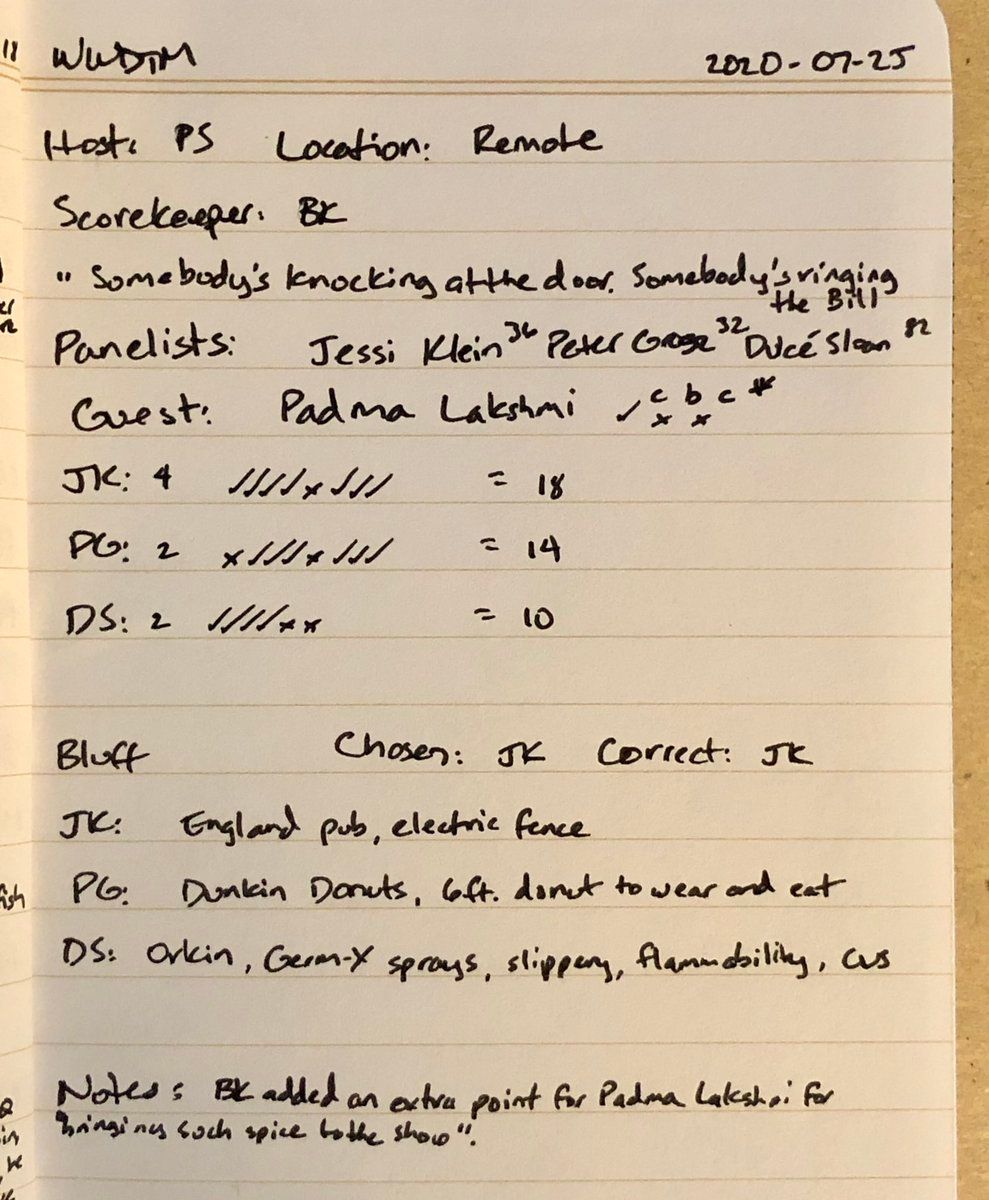 WWDTM 2020-07-25
Host: PS Location: Remote
Scorekeeper: BK
"Somebody's knocking at the door. Somebody's ringing
the Bill
Panelists: Jessi Klein 36 Peter Grosz 32 Dulcé Sloan 82
Guest: Padma Lakshmi ✓ c b c *
x x
JK: 4 ✓✓✓✓x✓✓✓ = 18
PG: 2 x✓✓✓x✓✓✓ = 14
DS: 2 ✓✓✓✓xx = 10
Bluff Chosen: JK Correct: JK
JK: England pub, electric fence
PG: Dunkin Donuts, 6ft. donut to wear and eat
DS: Orkin, Germ-X sprays, slippery, flammability, CVS
Notes: BK added an extra point for Padma Lakshmi for
"bringing such spice to the show".